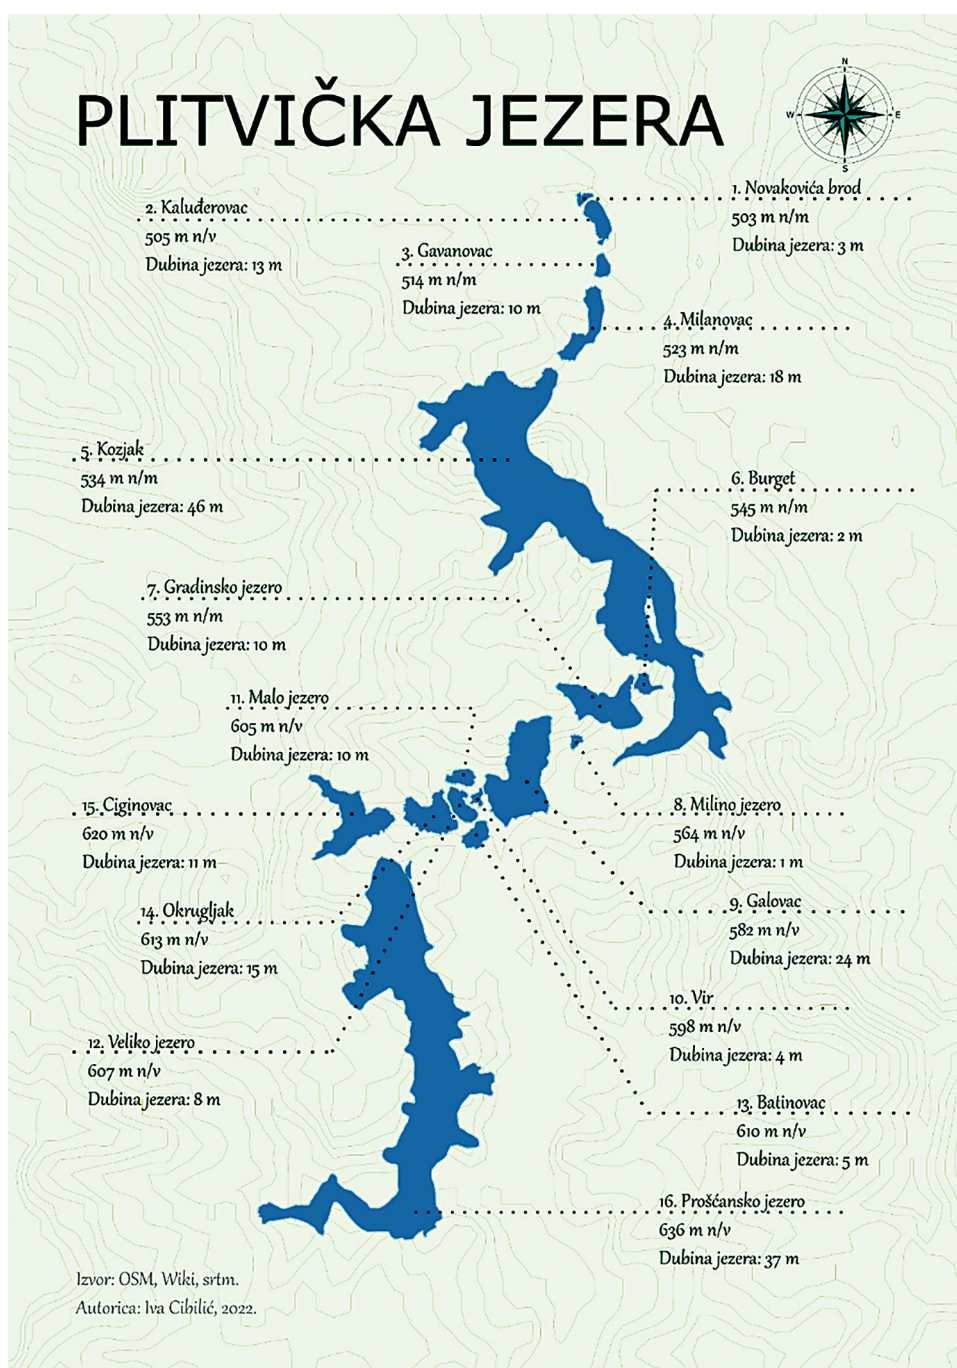 PLITVIČKA JEZERA
N
W
E
S
1. Novakovića brod
503 m n/m
Dubina jezera: 3 m
2. Kaluđerovac
505 m n/v
Dubina jezera: 13 m
3. Gavanovac
514 m n/m
Dubina jezera: 10 m
4. Milanovac
523 m n/m
Dubina jezera: 18 m
5. Kozjak
534 m n/m
Dubina jezera: 46 m
6. Burget
545 m n/m
Dubina jezera: 2 m
7. Gradinsko jezero
553 m n/m
Dubina jezera: 10 m
11. Malo jezero
605 m n/v
Dubina jezera: 10 m
15. Ciginovac
620 m n/v
Dubina jezera: 11 m
8. Milino jezero
564 m n/v
Dubina jezera: 1 m
14. Okrugljak
613 m n/v
Dubina jezera: 15 m
9. Galovac
582 m n/v
Dubina jezera: 24 m
10. Vir
598 m n/v
Dubina jezera: 4 m
12. Veliko jezero
607 m n/v
Dubina jezera: 8 m
13. Batinovac
610 m n/v
Dubina jezera: 5 m
16. Prošćansko jezero
636 m n/v
Dubina jezera: 37 m
Izvor: OSM, Wiki, srtm.
Autorica: Iva Cibilić, 2022.